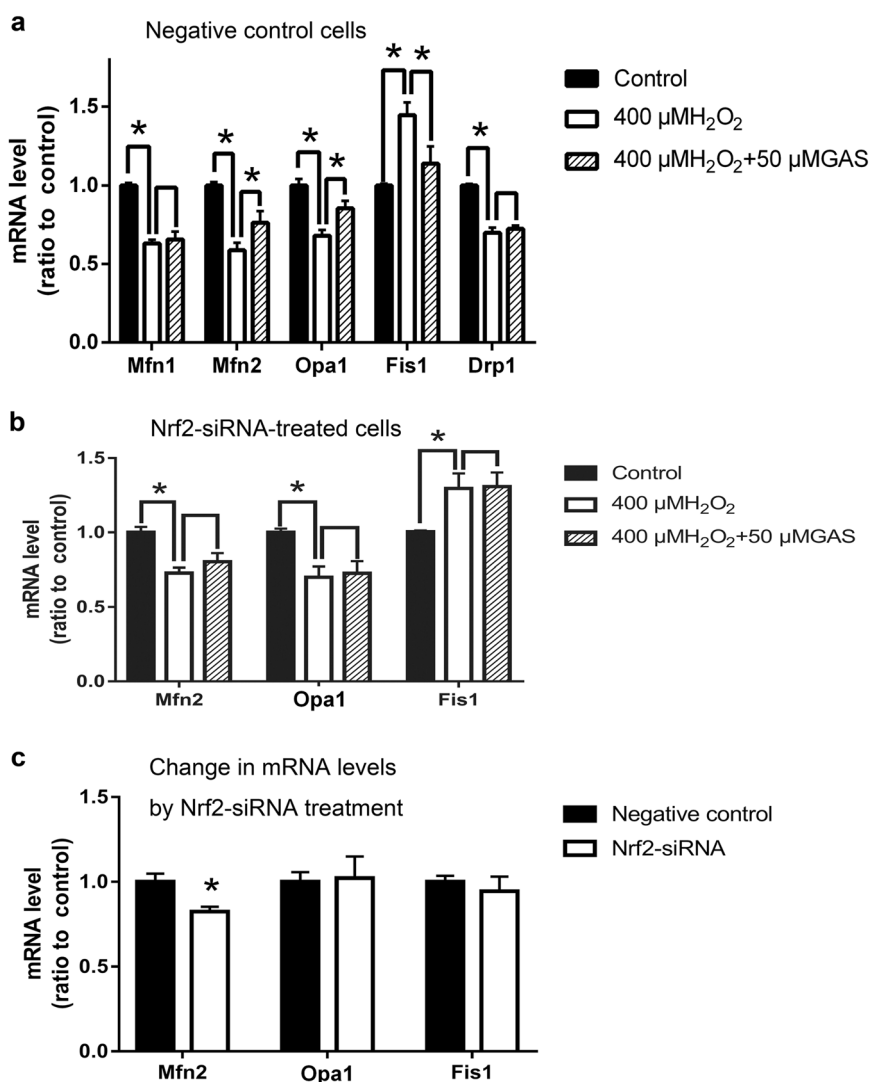 a
Negative control cells
mRNA level
(ratio to control)
1.5
1.0
0.5
0.0
* * * * * * * *
Mfn1 Mfn2 Opa1 Fis1 Drp1
Control
400 µMH₂O₂
400 µMH₂O₂+50 µMGAS
b
Nrf2-siRNA-treated cells
mRNA level
(ratio to control)
1.5
1.0
0.5
0.0
* * *
Mfn2 Opa1 Fis1
Control
400 µMH₂O₂
400 µMH₂O₂+50 µMGAS
c
Change in mRNA levels
by Nrf2-siRNA treatment
mRNA level
(ratio to control)
1.5
1.0
0.5
0.0
*
Mfn2 Opa1 Fis1
Negative control
Nrf2-siRNA